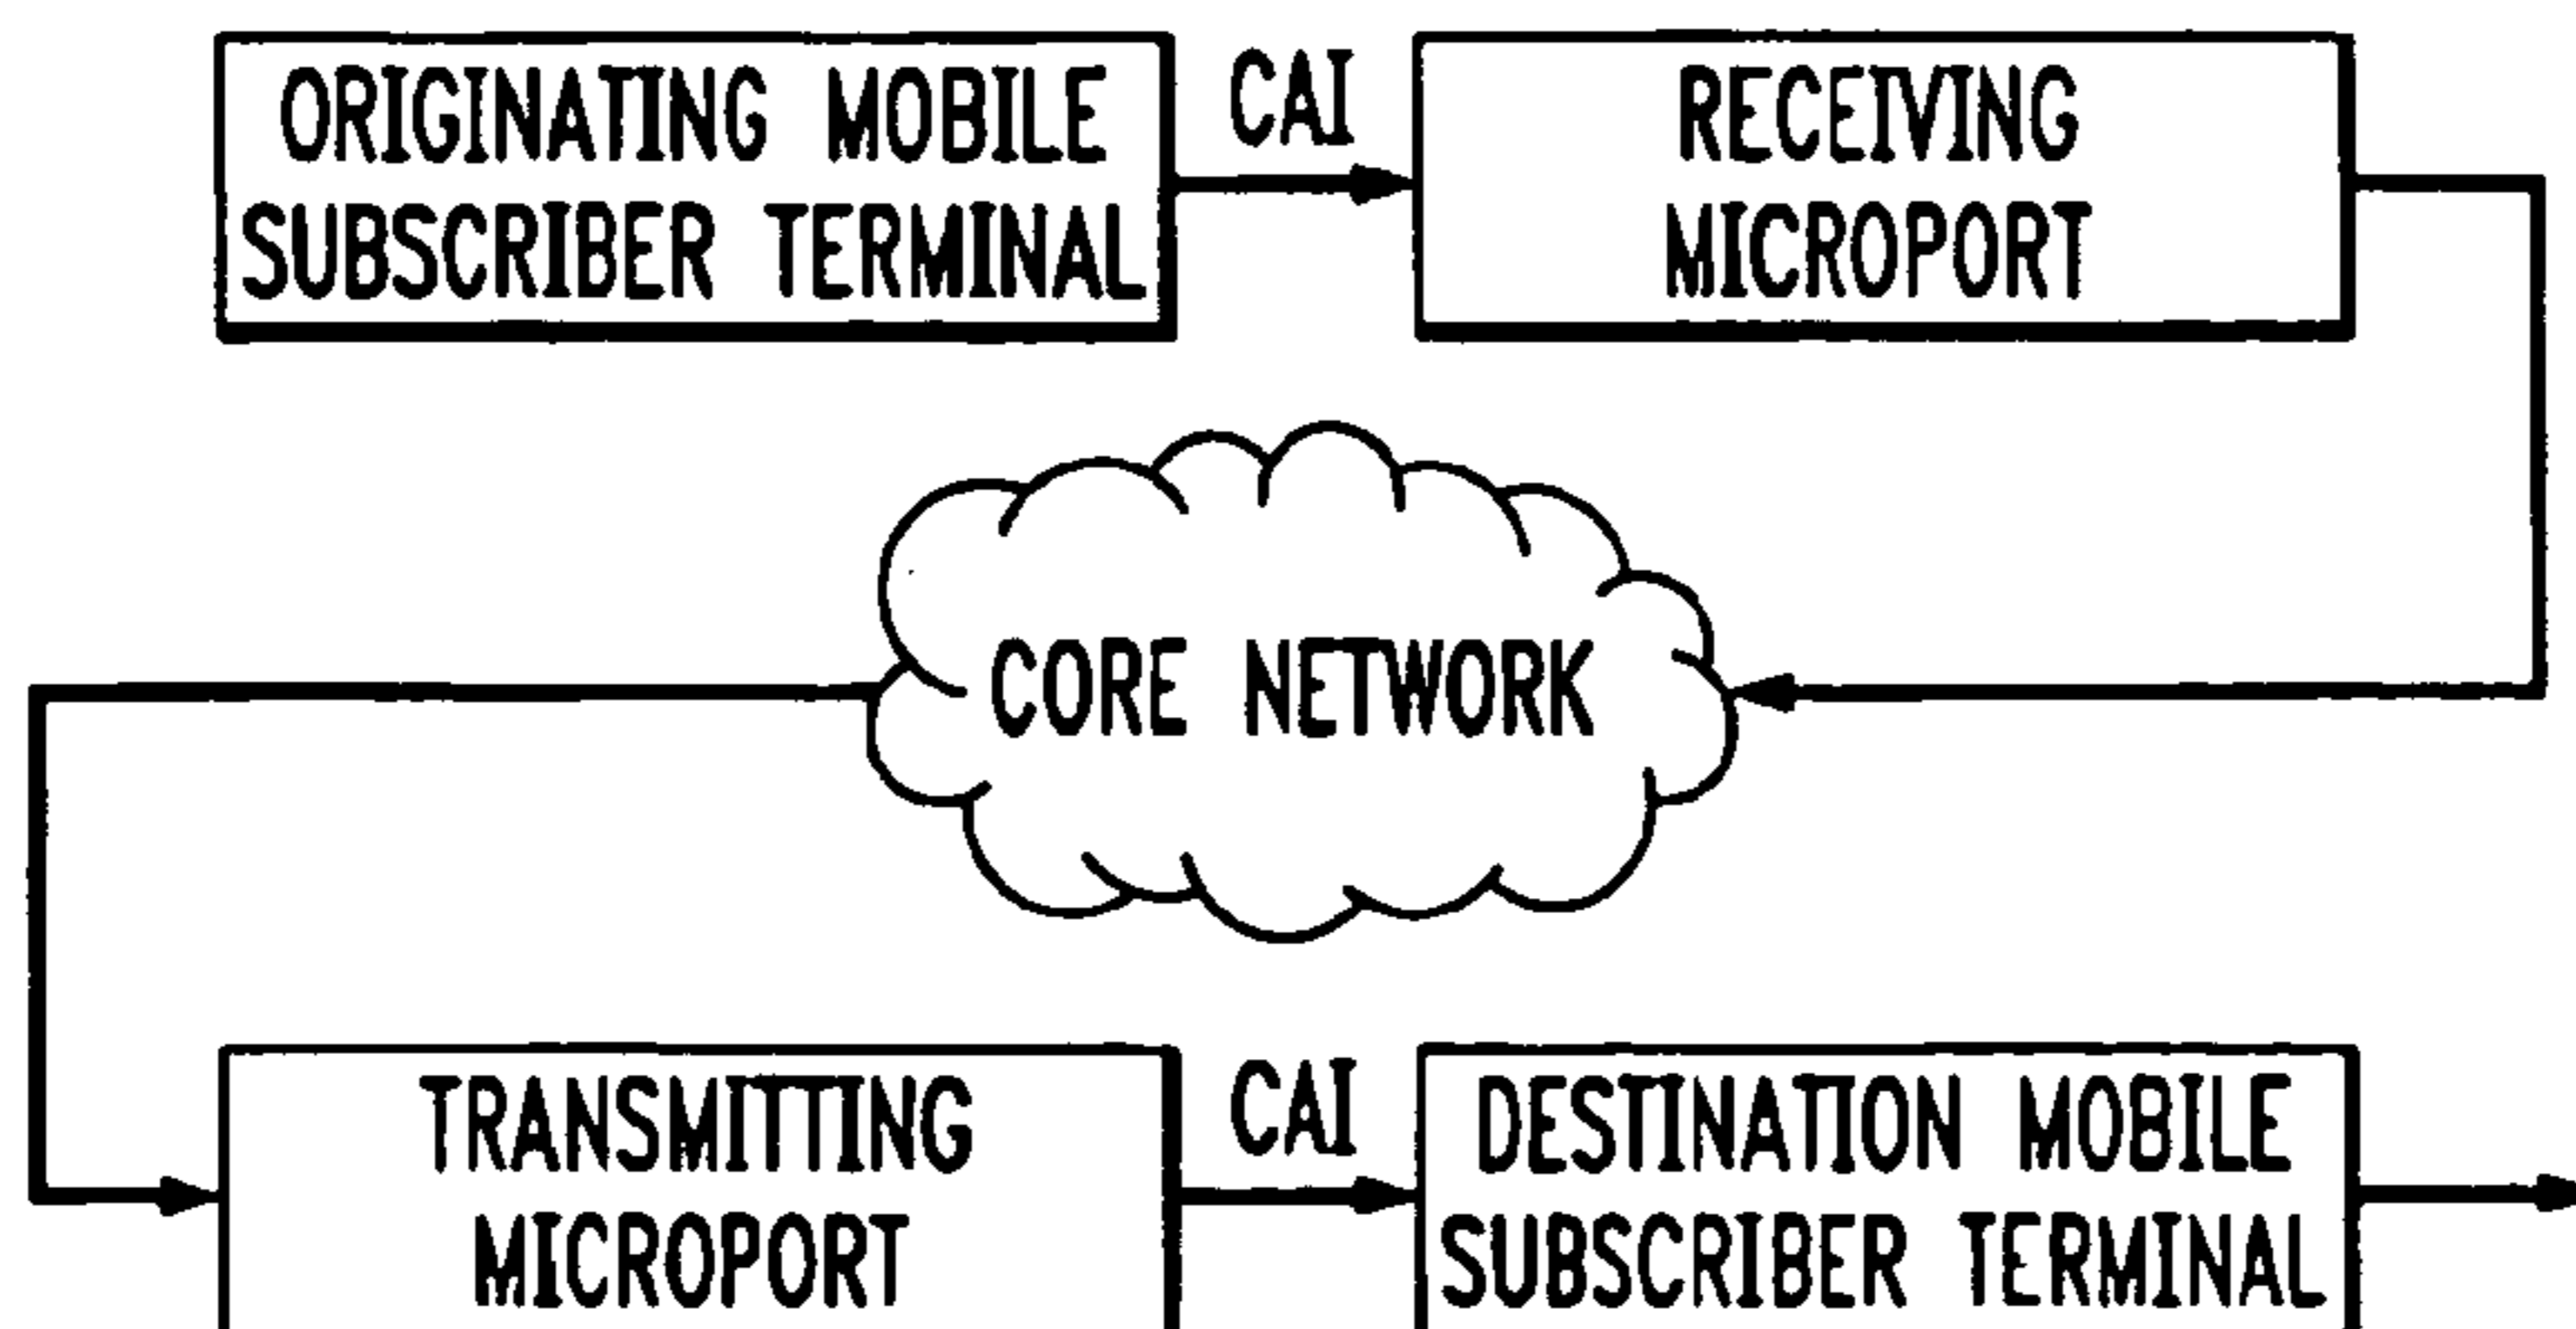 ORIGINATING MOBILE
SUBSCRIBER TERMINAL
CAI
RECEIVING
MICROPORT
CORE NETWORK
TRANSMITTING
MICROPORT
CAI
DESTINATION MOBILE
SUBSCRIBER TERMINAL